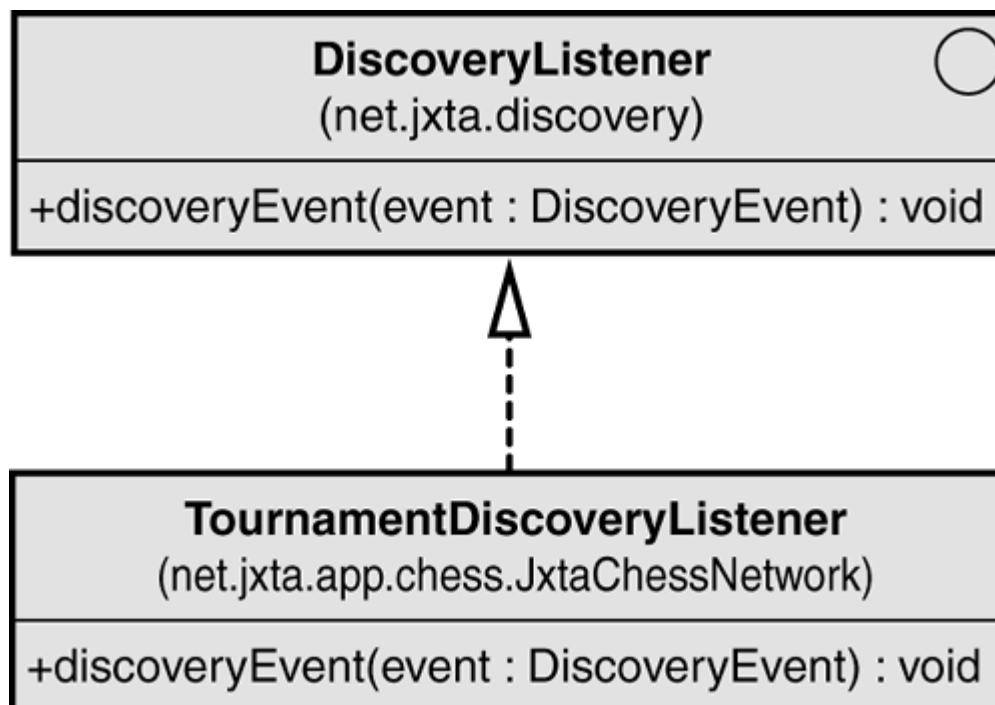 DiscoveryListener
(net.jxta.discovery)
+discoveryEvent(event : DiscoveryEvent) : void
TournamentDiscoveryListener
(net.jxta.app.chess.JxtaChessNetwork)
+discoveryEvent(event : DiscoveryEvent) : void